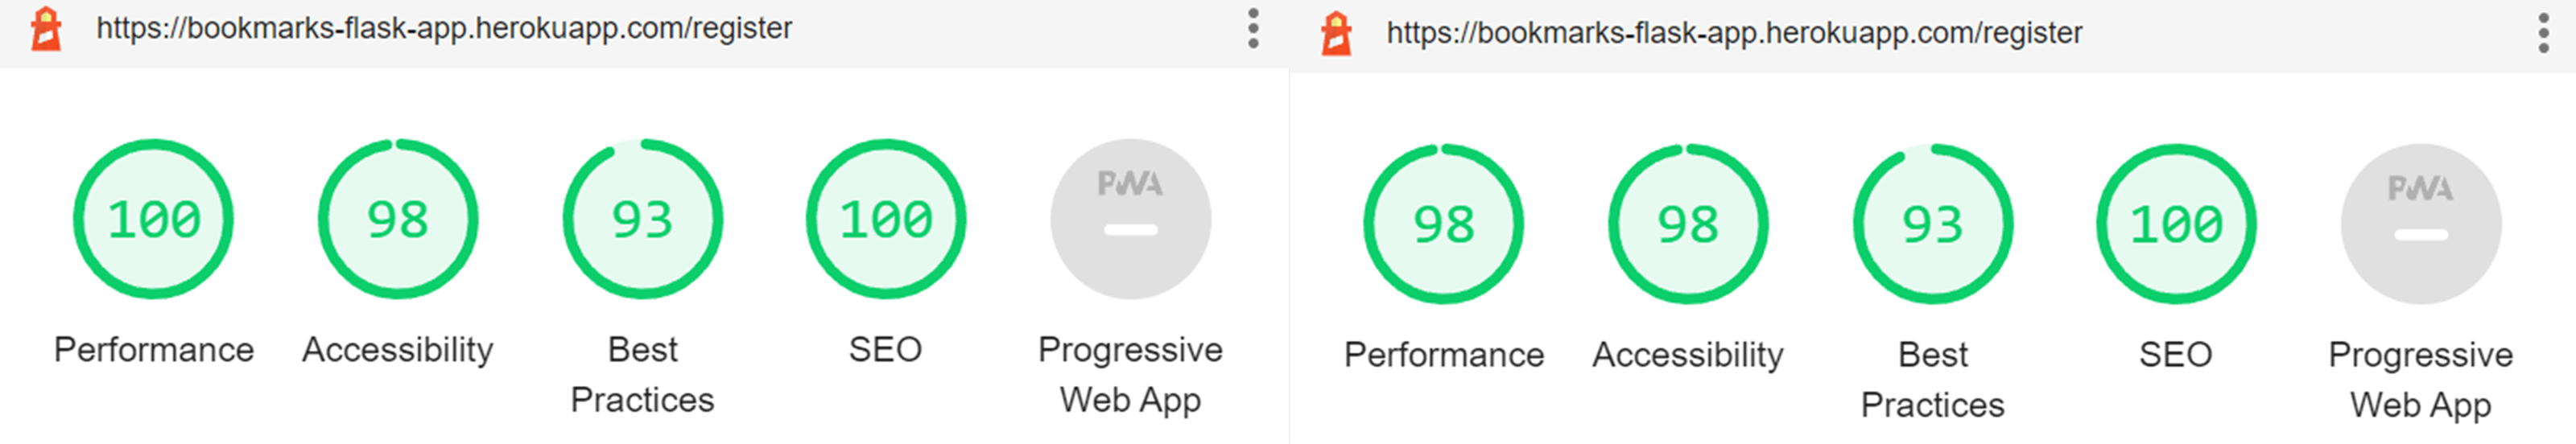 https://bookmarks-flask-app.herokuapp.com/register
100
98
93
100
PWA
Performance
Accessibility
Best
Practices
SEO
Progressive
Web App
https://bookmarks-flask-app.herokuapp.com/register
98
98
93
100
PWA
Performance
Accessibility
Best
Practices
SEO
Progressive
Web App